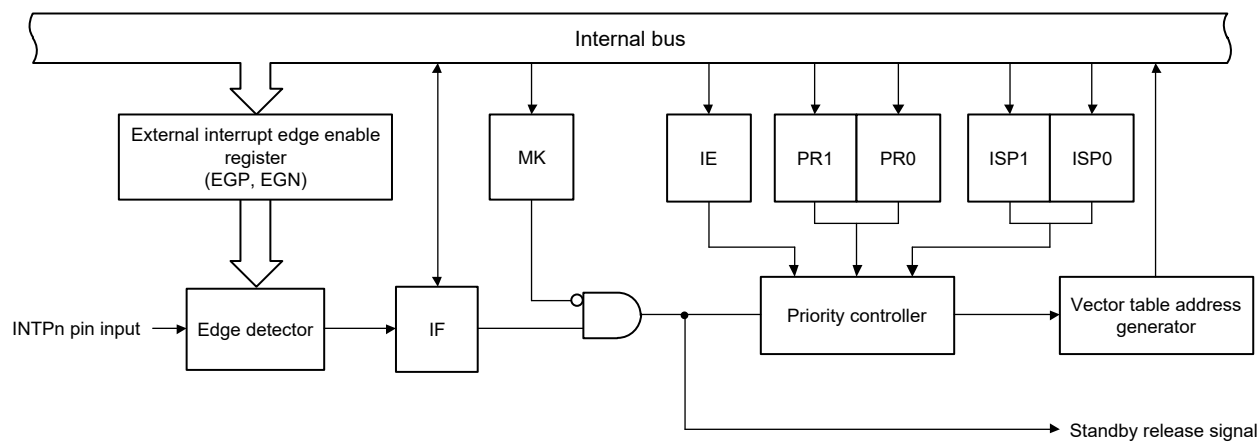 Internal bus
External interrupt edge enable
register
(EGP, EGN)
MK
IE
PR1
PR0
ISP1
ISP0
INTPn pin input
Edge detector
IF
Priority controller
Vector table address
generator
Standby release signal